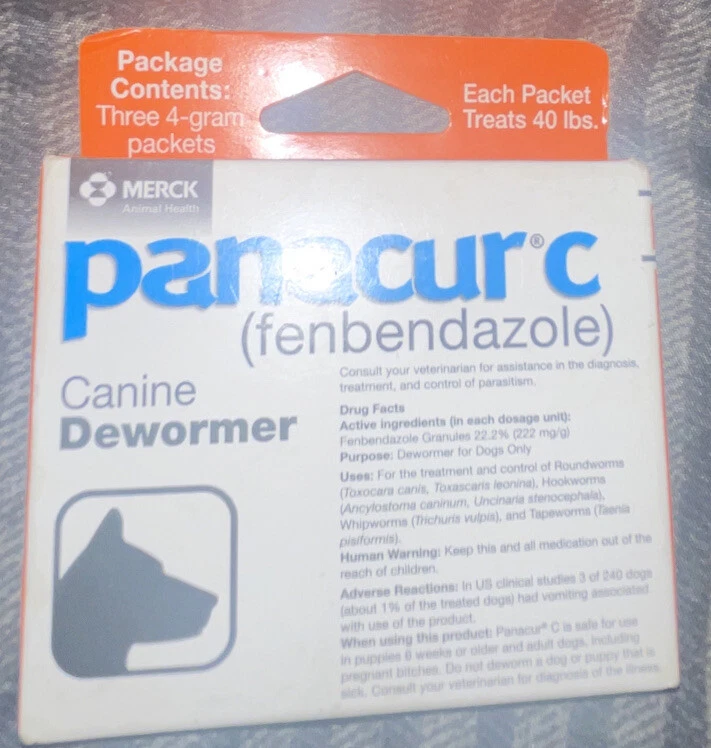 Package
Contents:
Three 4-gram
packets
Each Packet
Treats 40 lbs.
MERCK
Animal Health
panacur® c
(fenbendazole)
Canine
Dewormer
Consult your veterinarian for assistance in the diagnosis,
treatment, and control of parasitism.
Drug Facts
Active ingredients (in each dosage unit):
Fenbendazole Granules 22.2% (222 mg/g)
Purpose: Dewormer for Dogs Only
Uses: For the treatment and control of Roundworms
(Toxocara canis, Toxascaris leonina), Hookworms
(Ancylostoma caninum, Uncinaria stenocephala),
Whipworms (Trichuris vulpis), and Tapeworms (Taenia
pisiformis).
Human Warning: Keep this and all medication out of the
reach of children.
Adverse Reactions: In US clinical studies 3 of 240 dogs
(about 1% of the treated dogs) had vomiting associated
with use of the product.
When using this product: Panacur® C is safe for use
in puppies 6 weeks or older and adult dogs, including
pregnant bitches. Do not deworm a dog or puppy that is
sick. Consult your veterinarian for diagnosis of the illness.